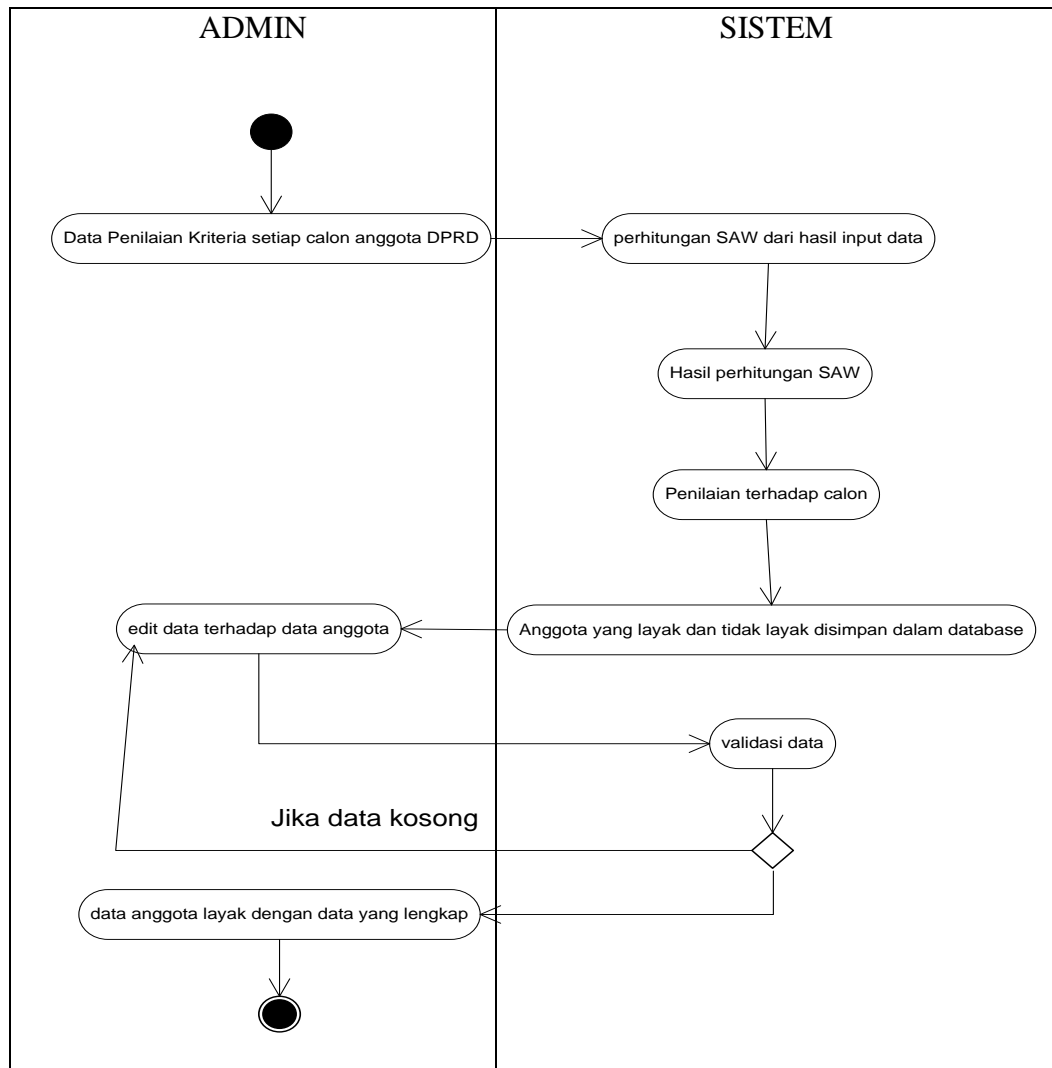 ADMIN
SISTEM
Data Penilaian Kriteria setiap calon anggota DPRD
perhitungan SAW dari hasil input data
Hasil perhitungan SAW
Penilaian terhadap calon
edit data terhadap data anggota
Anggota yang layak dan tidak layak disimpan dalam database
validasi data
Jika data kosong
data anggota layak dengan data yang lengkap